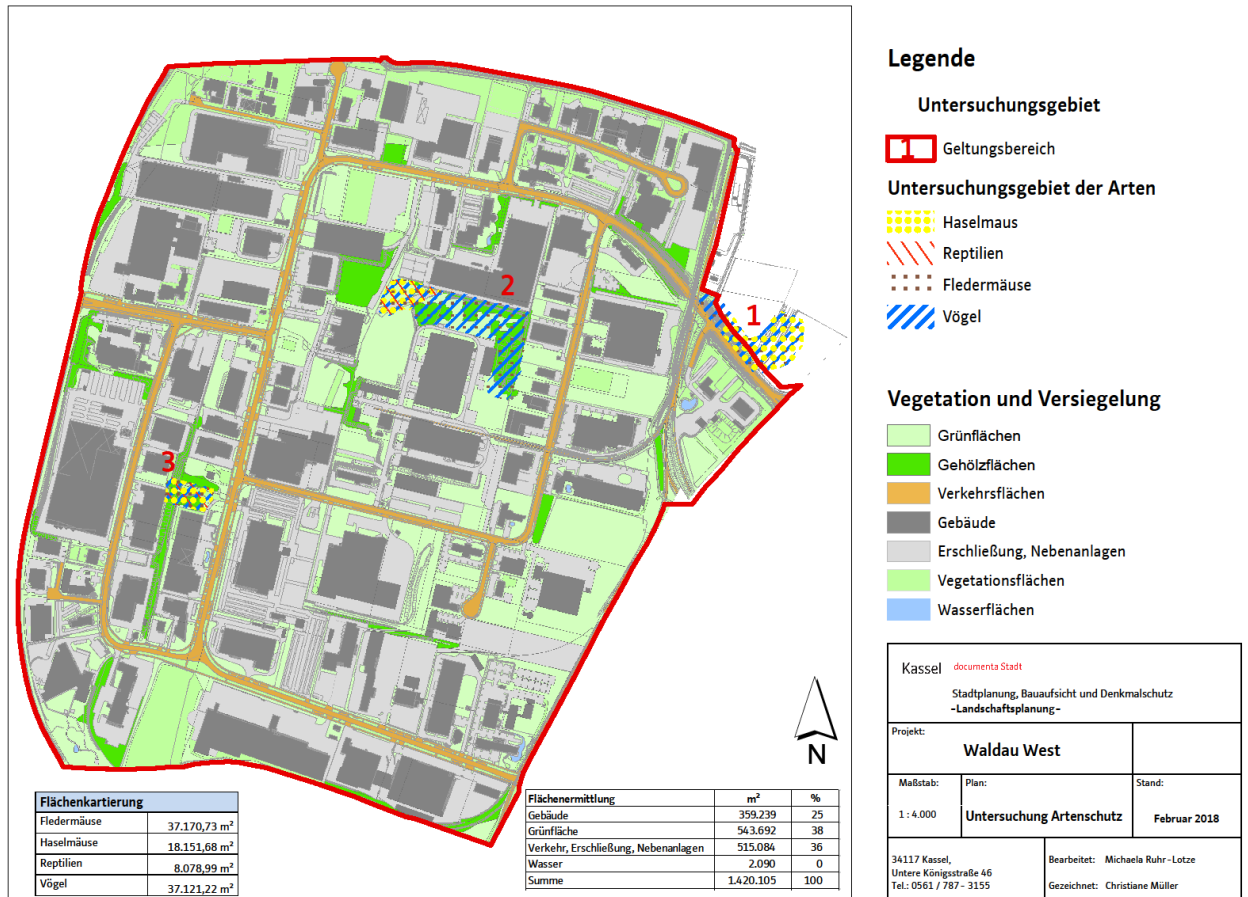 2
1
3
N
Flächenkartierung
Fledermäuse 37.170,73 m²
Haselmäuse 18.151,68 m²
Reptilien 8.078,99 m²
Vögel 37.121,22 m²
Flächenermittlung m² %
Gebäude 359.239 25
Grünfläche 543.692 38
Verkehr, Erschließung, Nebenanlagen 515.084 36
Wasser 2.090 0
Summe 1.420.105 100
Legende
Untersuchungsgebiet
1 Geltungsbereich
Untersuchungsgebiet der Arten
Haselmaus
Reptilien
Fledermäuse
Vögel
Vegetation und Versiegelung
Grünflächen
Gehölzflächen
Verkehrsflächen
Gebäude
Erschließung, Nebenanlagen
Vegetationsflächen
Wasserflächen
Kassel documenta Stadt
Stadtplanung, Bauaufsicht und Denkmalschutz
-Landschaftsplanung-
Projekt:
Waldau West
Maßstab: Plan: Stand:
1 : 4.000 Untersuchung Artenschutz Februar 2018
34117 Kassel,
Untere Königsstraße 46
Tel.: 0561 / 787 - 3155
Bearbeitet: Michaela Ruhr-Lotze
Gezeichnet: Christiane Müller